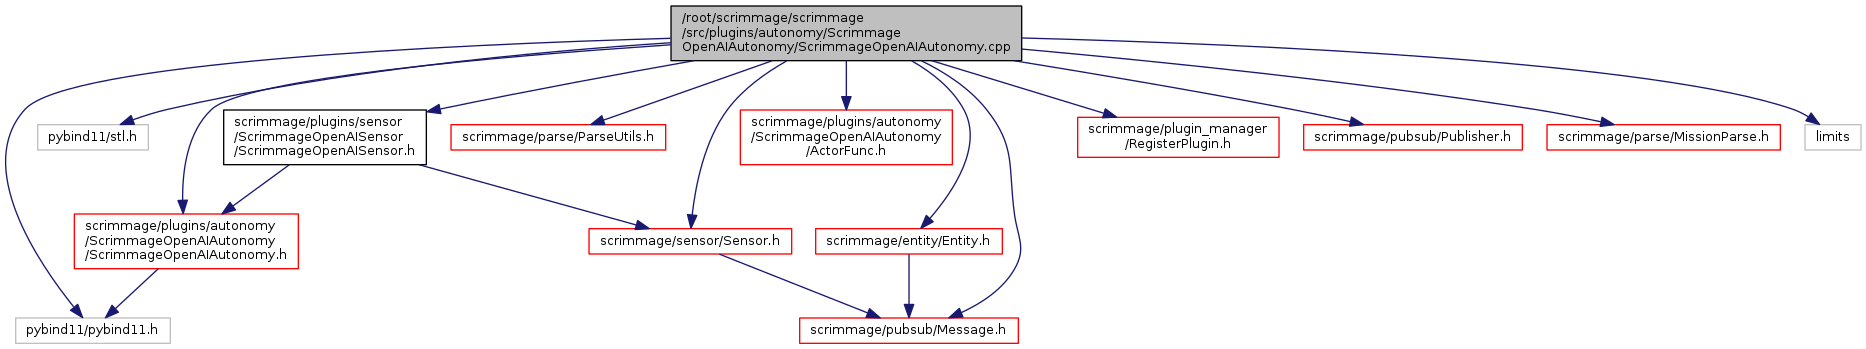 /root/scrimmage/scrimmage
/src/plugins/autonomy/Scrimmage
OpenAIAutonomy/ScrimmageOpenAIAutonomy.cpp
pybind11/stl.h
scrimmage/plugins/sensor
/ScrimmageOpenAISensor
/ScrimmageOpenAISensor.h
scrimmage/parse/ParseUtils.h
scrimmage/plugins/autonomy
/ScrimmageOpenAIAutonomy
/ActorFunc.h
scrimmage/plugin_manager
/RegisterPlugin.h
scrimmage/pubsub/Publisher.h
scrimmage/parse/MissionParse.h
limits
scrimmage/plugins/autonomy
/ScrimmageOpenAIAutonomy
/ScrimmageOpenAIAutonomy.h
scrimmage/sensor/Sensor.h
scrimmage/entity/Entity.h
pybind11/pybind11.h
scrimmage/pubsub/Message.h